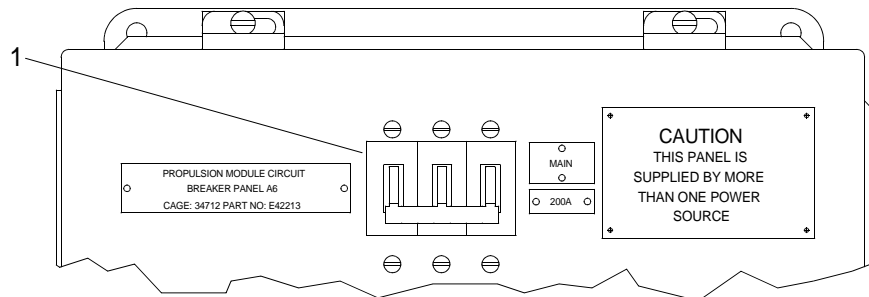 1
PROPULSION MODULE CIRCUIT
BREAKER PANEL A6
CAGE: 34712 PART NO: E42213
MAIN
200A
CAUTION
THIS PANEL IS
SUPPLIED BY MORE
THAN ONE POWER
SOURCE